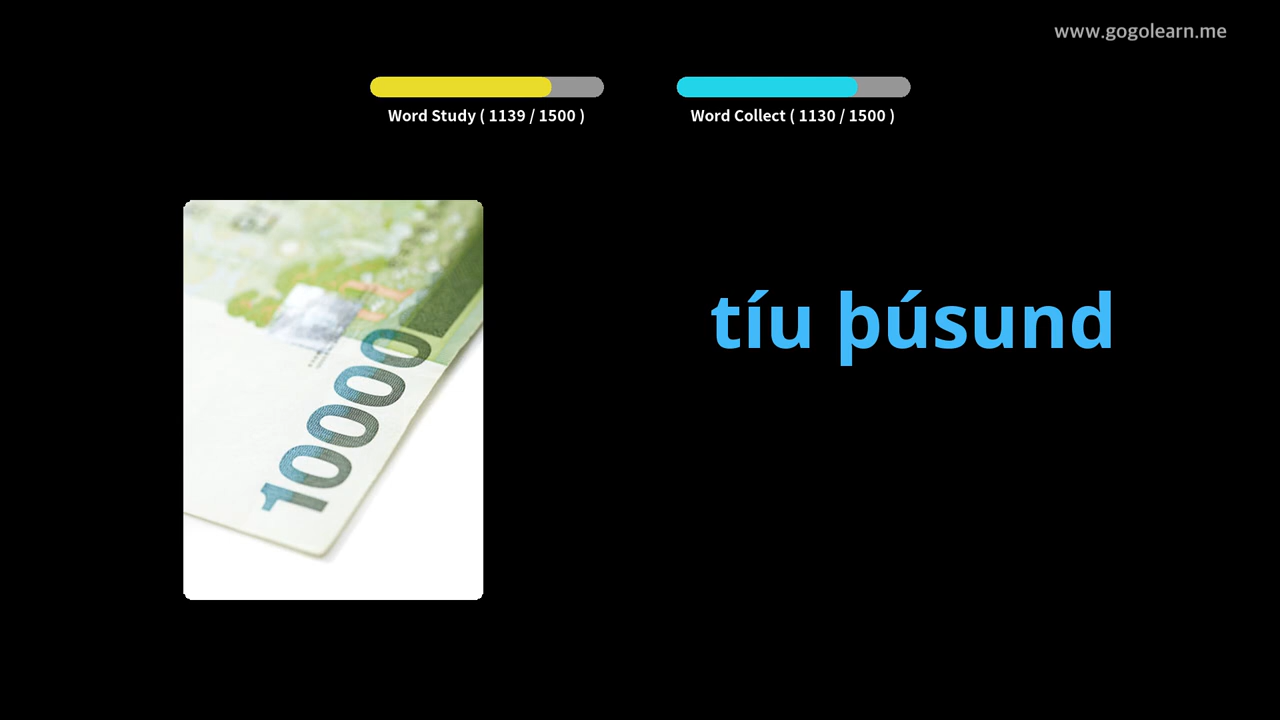 www.gogolearn.me
Word Study ( 1139 / 1500 )
Word Collect ( 1130 / 1500 )
tíu þúsund
10000